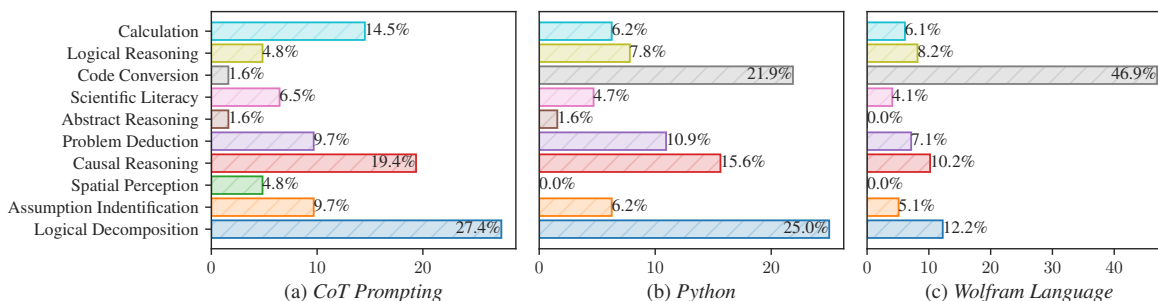 Calculation
Logical Reasoning
Code Conversion
Scientific Literacy
Abstract Reasoning
Problem Deduction
Causal Reasoning
Spatial Perception
Assumption Indentification
Logical Decomposition
14.5%
4.8%
1.6%
6.5%
1.6%
9.7%
19.4%
4.8%
9.7%
27.4%
0 10 20
(a) CoT Prompting
6.2%
7.8%
21.9%
4.7%
1.6%
10.9%
15.6%
0.0%
6.2%
25.0%
0 10 20
(b) Python
6.1%
8.2%
46.9%
4.1%
0.0%
7.1%
10.2%
0.0%
5.1%
12.2%
0 10 20 30 40
(c) Wolfram Language